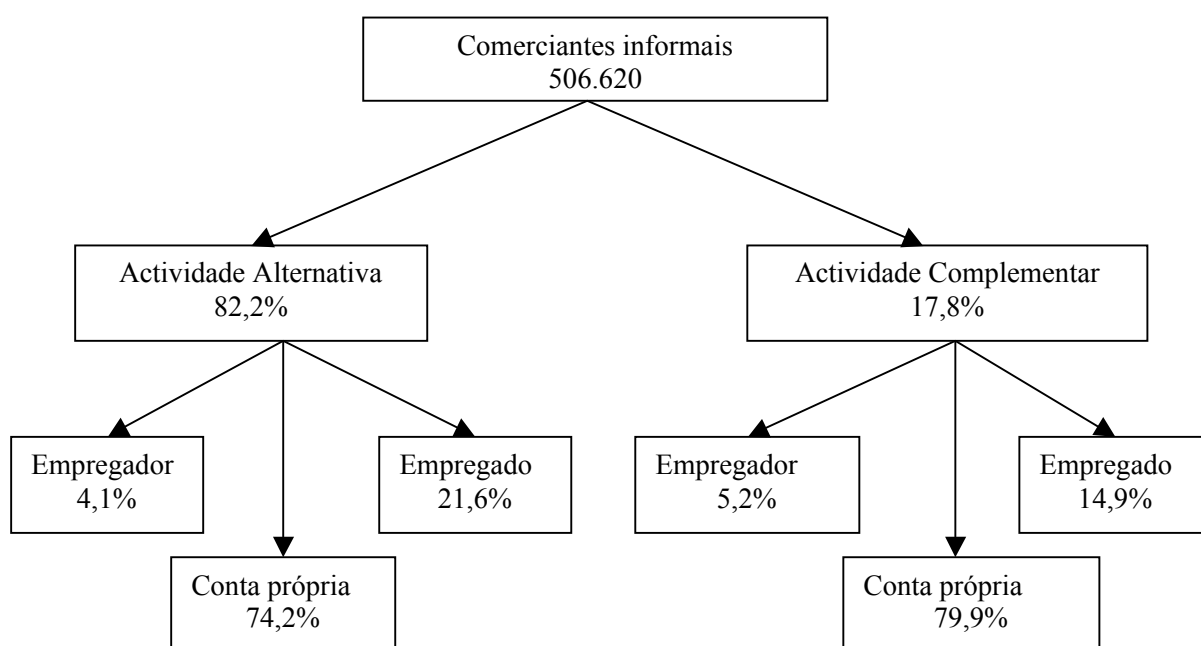 Comerciantes informais
506.620
Actividade Alternativa
82,2%
Actividade Complementar
17,8%
Empregador
4,1%
Empregado
21,6%
Empregador
5,2%
Empregado
14,9%
Conta própria
74,2%
Conta própria
79,9%